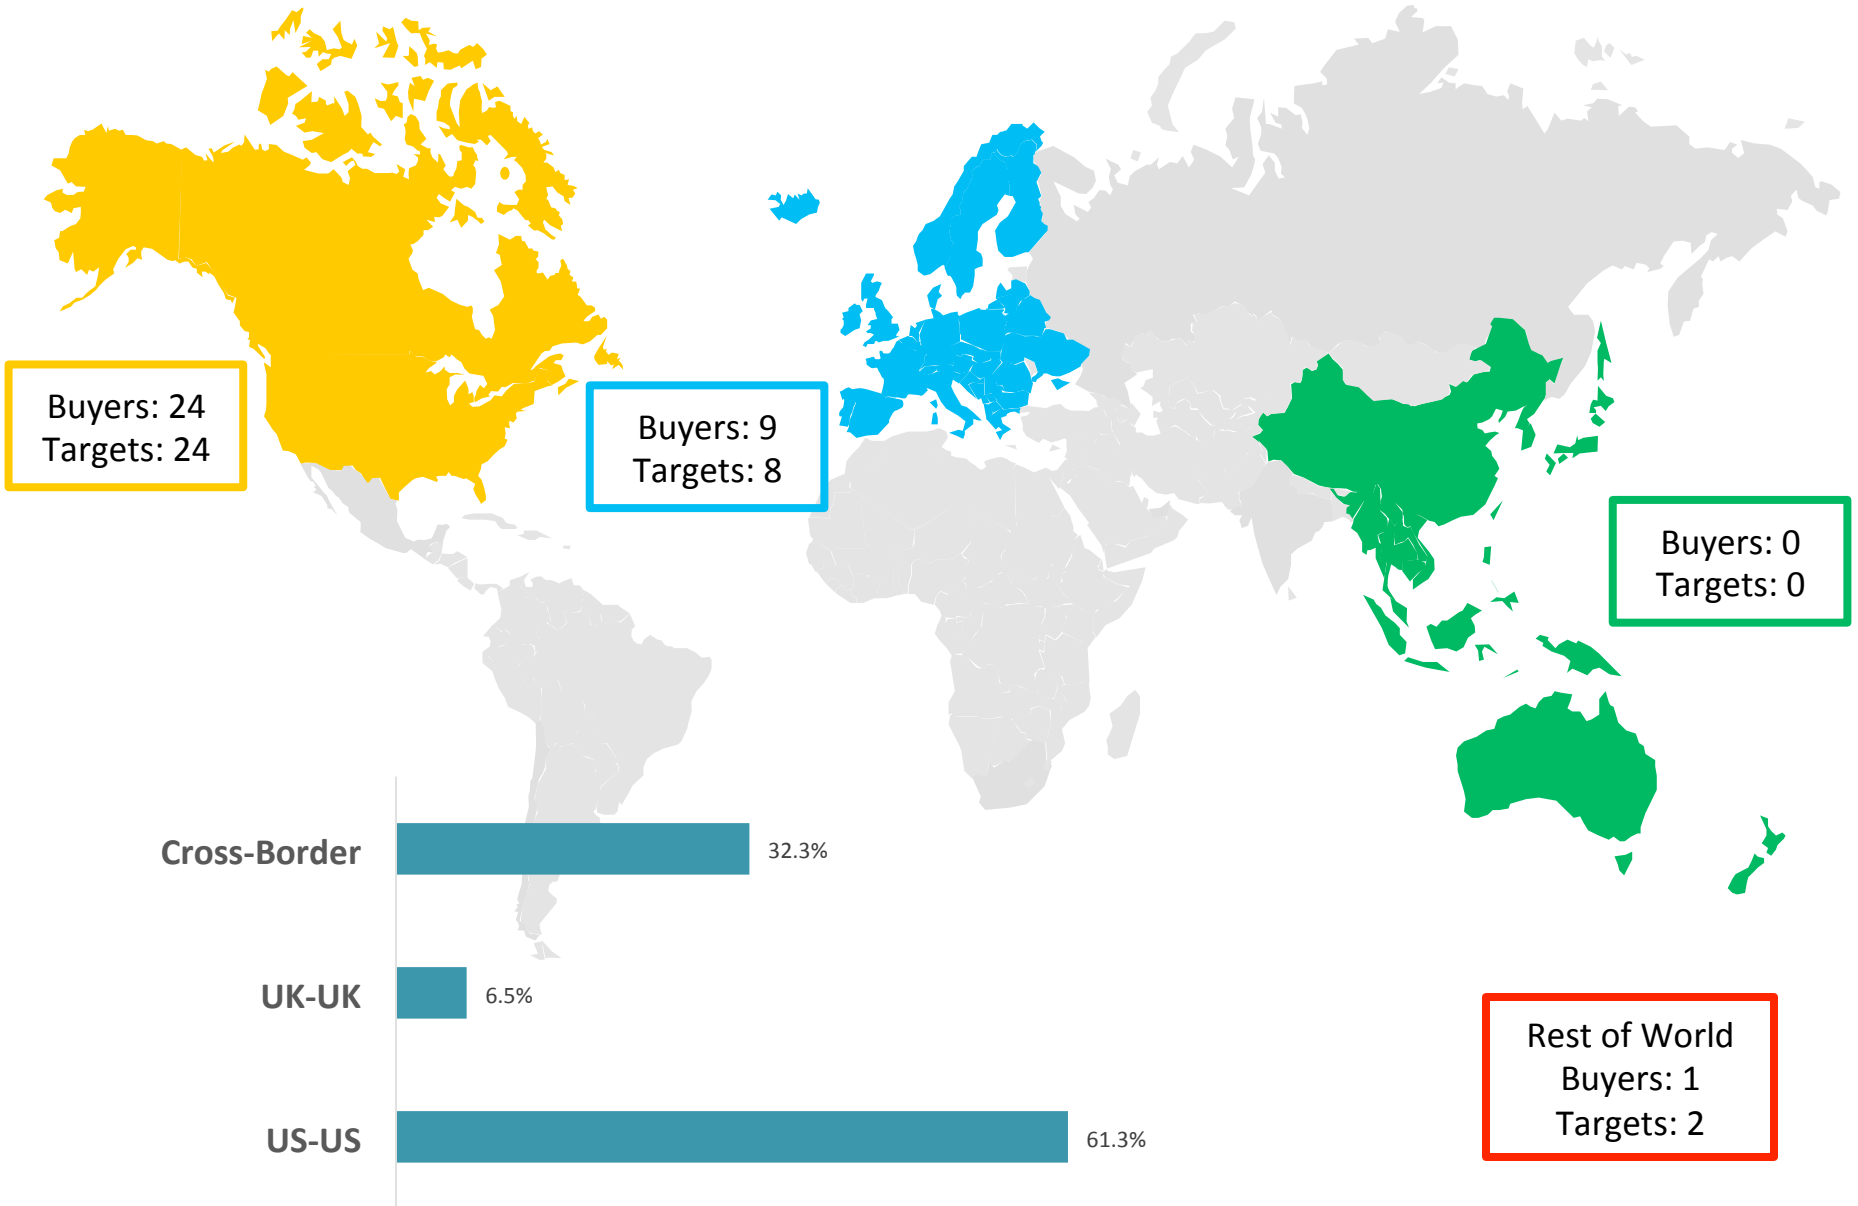 Buyers: 24
Targets: 24
Buyers: 9
Targets: 8
Buyers: 0
Targets: 0
Cross-Border
32.3%
UK-UK
6.5%
US-US
61.3%
Rest of World
Buyers: 1
Targets: 2